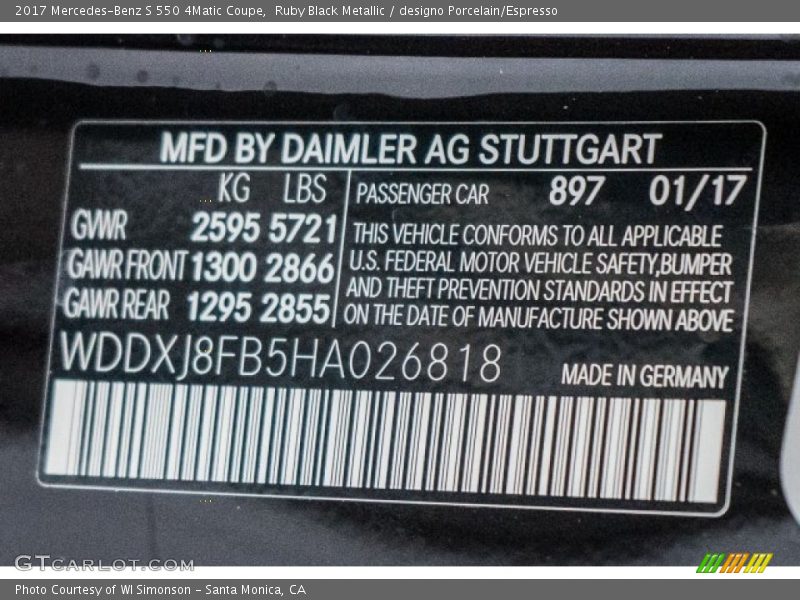 2017 Mercedes-Benz S 550 4Matic Coupe, Ruby Black Metallic / designo Porcelain/Espresso
MFD BY DAIMLER AG STUTTGART
KG LBS
GVWR 2595 5721
GAWR FRONT 1300 2866
GAWR REAR 1295 2855
PASSENGER CAR 897 01/17
THIS VEHICLE CONFORMS TO ALL APPLICABLE
U.S. FEDERAL MOTOR VEHICLE SAFETY,BUMPER
AND THEFT PREVENTION STANDARDS IN EFFECT
ON THE DATE OF MANUFACTURE SHOWN ABOVE
WDDXJ8FB5HA026818
MADE IN GERMANY
GTCARLOT.COM
Photo Courtesy of WI Simonson - Santa Monica, CA